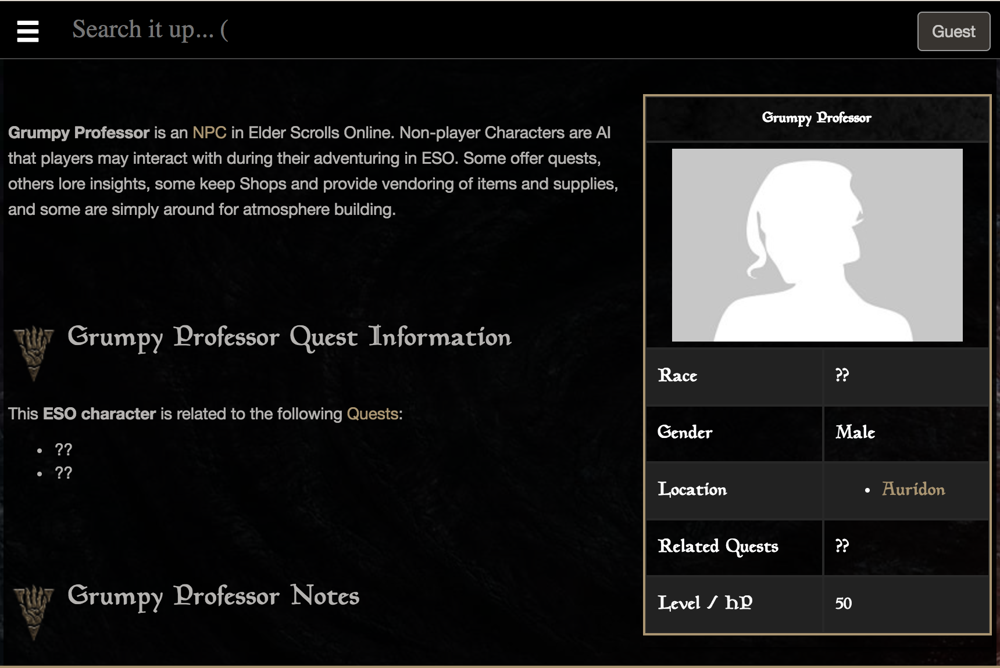 Search it up... (
Guest
Grumpy Professor is an NPC in Elder Scrolls Online. Non-player Characters are AI
that players may interact with during their adventuring in ESO. Some offer quests,
others lore insights, some keep Shops and provide vendoring of items and supplies,
and some are simply around for atmosphere building.
Grumpy Professor Quest Information
This ESO character is related to the following Quests:
• ??
• ??
Grumpy Professor Notes
Grumpy Professor
Race ??
Gender Male
Location • Auridon
Related Quests ??
Level / HP 50